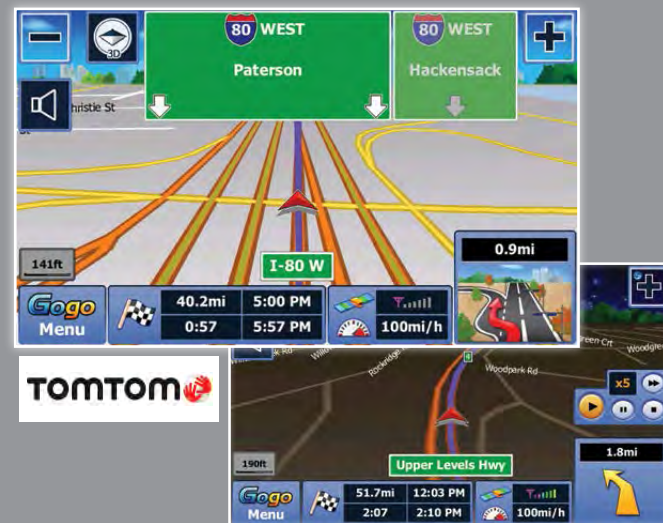 80 WEST
80 WEST
3D
Paterson
Hackensack
hristie St
St
0.9mi
141ft
I-80 W
Gogo
Menu
40.2mi
5:00 PM
0:57
5:57 PM
100mi/h
TOMTOM
Rd
Rockridge
Woodpark Rd
reen Crt
Woodgle
x5
190ft
Upper Levels Hwy
1.8mi
Gogo
Menu
51.7mi
12:03 PM
2:07
2:10 PM
100mi/h